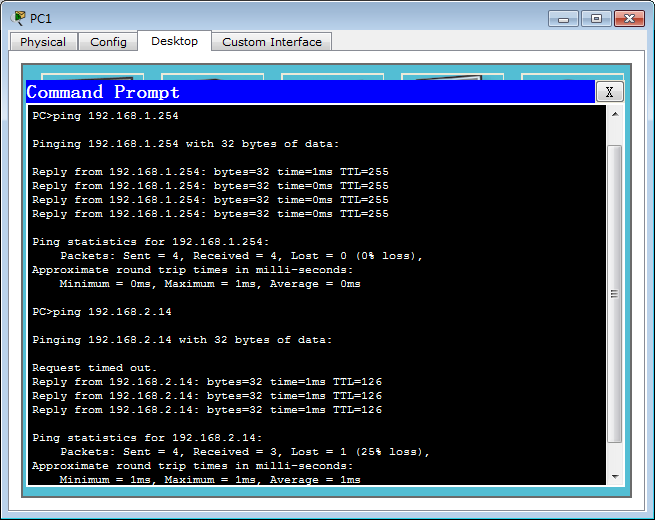 PC1
Physical Config Desktop Custom Interface
Command Prompt X
PC>ping 192.168.1.254
Pinging 192.168.1.254 with 32 bytes of data:
Reply from 192.168.1.254: bytes=32 time=1ms TTL=255
Reply from 192.168.1.254: bytes=32 time=0ms TTL=255
Reply from 192.168.1.254: bytes=32 time=0ms TTL=255
Reply from 192.168.1.254: bytes=32 time=0ms TTL=255
Ping statistics for 192.168.1.254:
Packets: Sent = 4, Received = 4, Lost = 0 (0% loss),
Approximate round trip times in milli-seconds:
Minimum = 0ms, Maximum = 1ms, Average = 0ms
PC>ping 192.168.2.14
Pinging 192.168.2.14 with 32 bytes of data:
Request timed out.
Reply from 192.168.2.14: bytes=32 time=1ms TTL=126
Reply from 192.168.2.14: bytes=32 time=1ms TTL=126
Reply from 192.168.2.14: bytes=32 time=1ms TTL=126
Ping statistics for 192.168.2.14:
Packets: Sent = 4, Received = 3, Lost = 1 (25% loss),
Approximate round trip times in milli-seconds:
Minimum = 1ms, Maximum = 1ms, Average = 1ms